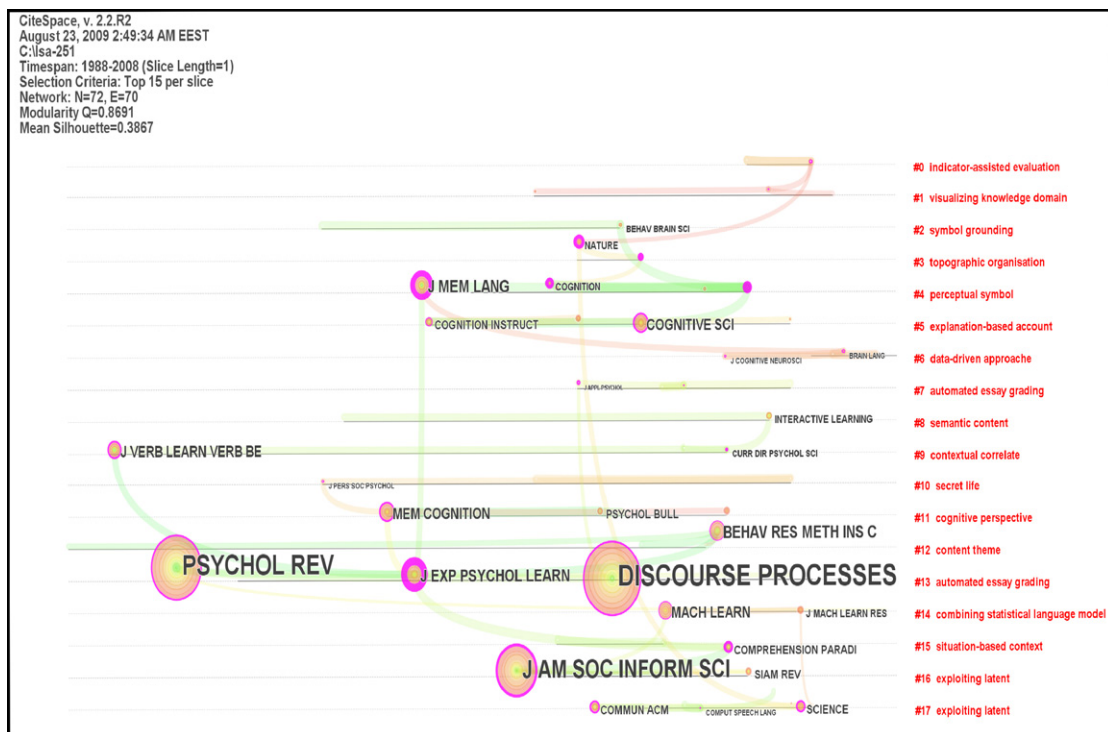 CiteSpace, v. 2.2.R2
August 23, 2009 2:49:34 AM EEST
C:\lsa-251
Timespan: 1988-2008 (Slice Length=1)
Selection Criteria: Top 15 per slice
Network: N=72, E=70
Modularity Q=0.8691
Mean Silhouette=0.3867
#0 indicator-assisted evaluation
#1 visualizing knowledge domain
BEHAV BRAIN SCI
#2 symbol grounding
NATURE
#3 topographic organisation
J MEM LANG
COGNITION
#4 perceptual symbol
COGNITION INSTRUCT
COGNITIVE SCI
#5 explanation-based account
J COGNITIVE NEUROSCI
BRAIN LANG
#6 data-driven approache
J APPL PSYCHOL
#7 automated essay grading
INTERACTIVE LEARNING
#8 semantic content
J VERB LEARN VERB BE
CURR DIR PSYCHOL SCI
#9 contextual correlate
J PERS SOC PSYCHOL
#10 secret life
MEM COGNITION
PSYCHOL BULL
#11 cognitive perspective
BEHAV RES METH INS C
#12 content theme
PSYCHOL REV
J EXP PSYCHOL LEARN
DISCOURSE PROCESSES
#13 automated essay grading
MACH LEARN
J MACH LEARN RES
#14 combining statistical language model
COMPREHENSION PARADI
#15 situation-based context
J AM SOC INFORM SCI
SIAM REV
#16 exploiting latent
COMMUN ACM
COMPUT SPEECH LANG
SCIENCE
#17 exploiting latent